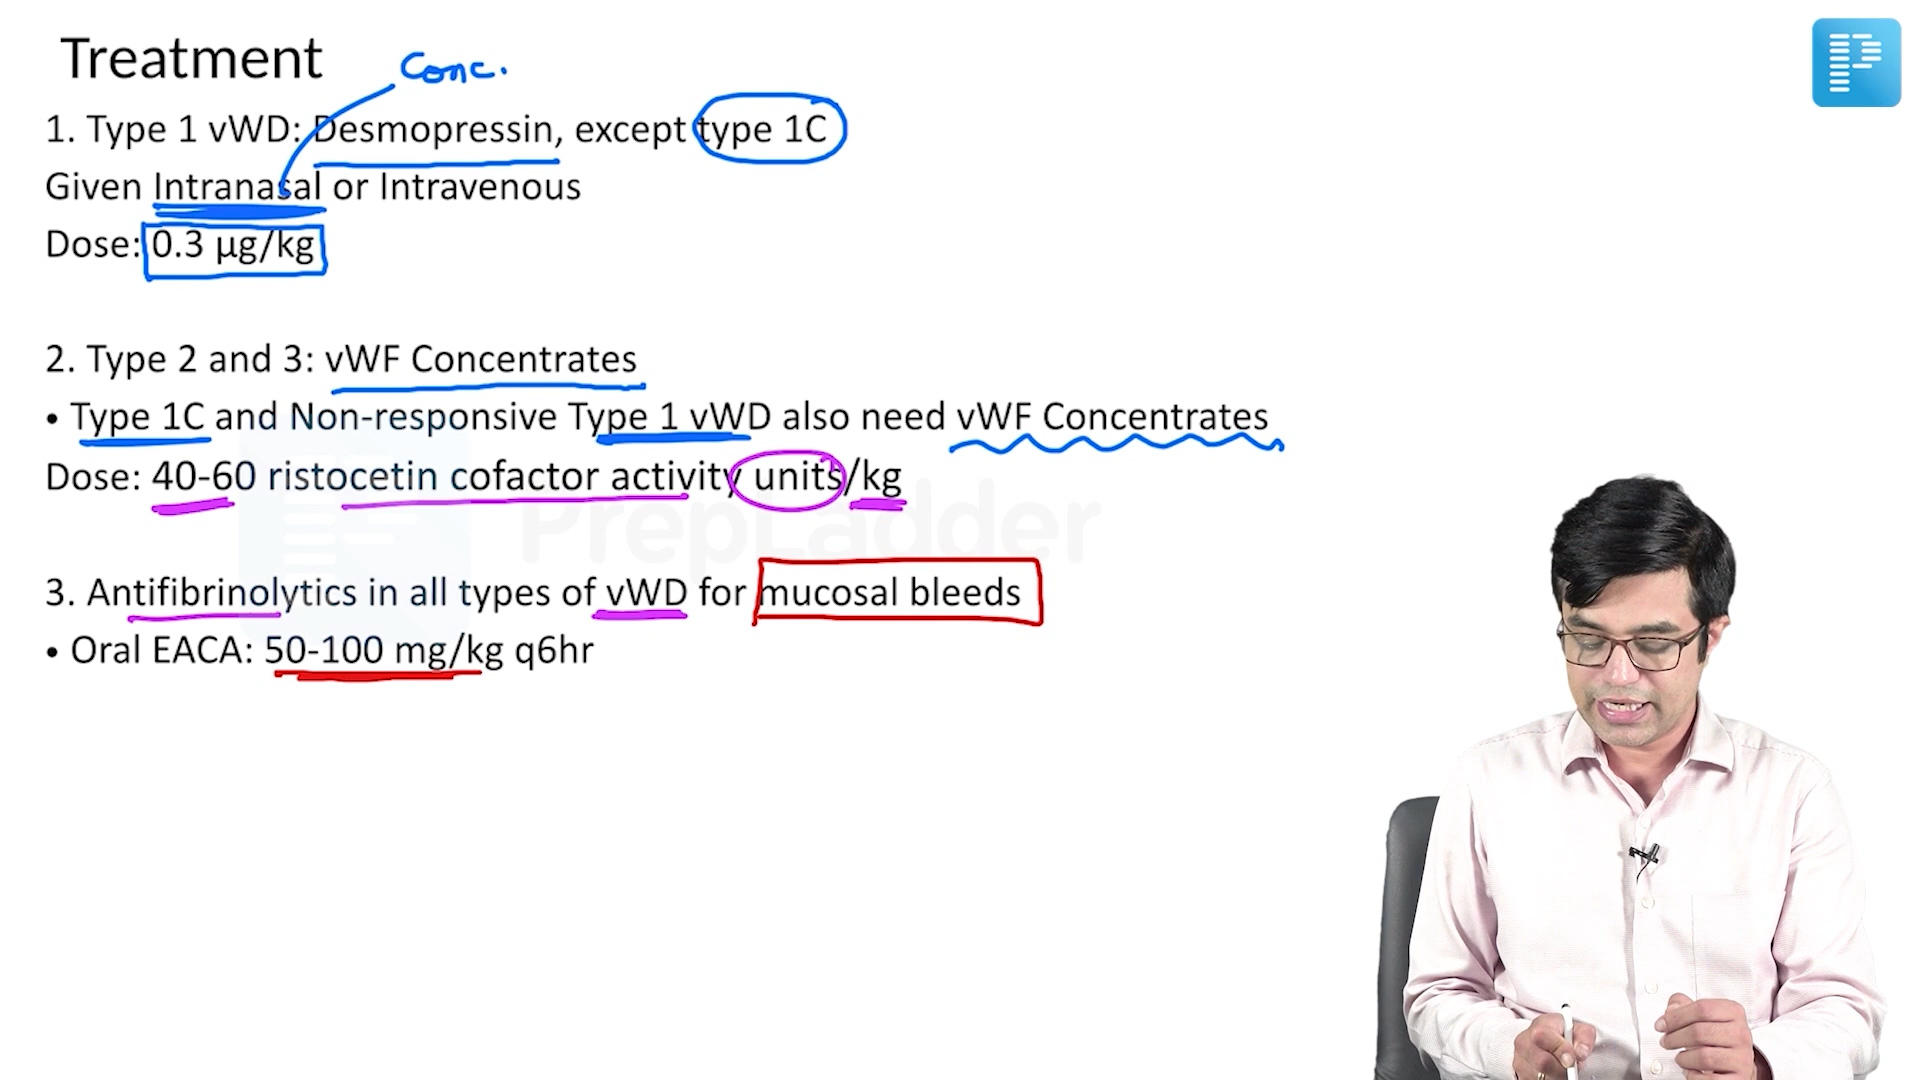 Treatment
Conc.
1. Type 1 vWD: Desmopressin, except type 1C
Given Intranasal or Intravenous
Dose: 0.3 µg/kg
2. Type 2 and 3: vWF Concentrates
• Type 1C and Non-responsive Type 1 vWD also need vWF Concentrates
Dose: 40-60 ristocetin cofactor activity units/kg
PrepLadder
3. Antifibrinolytics in all types of vWD for mucosal bleeds
• Oral EACA: 50-100 mg/kg q6hr